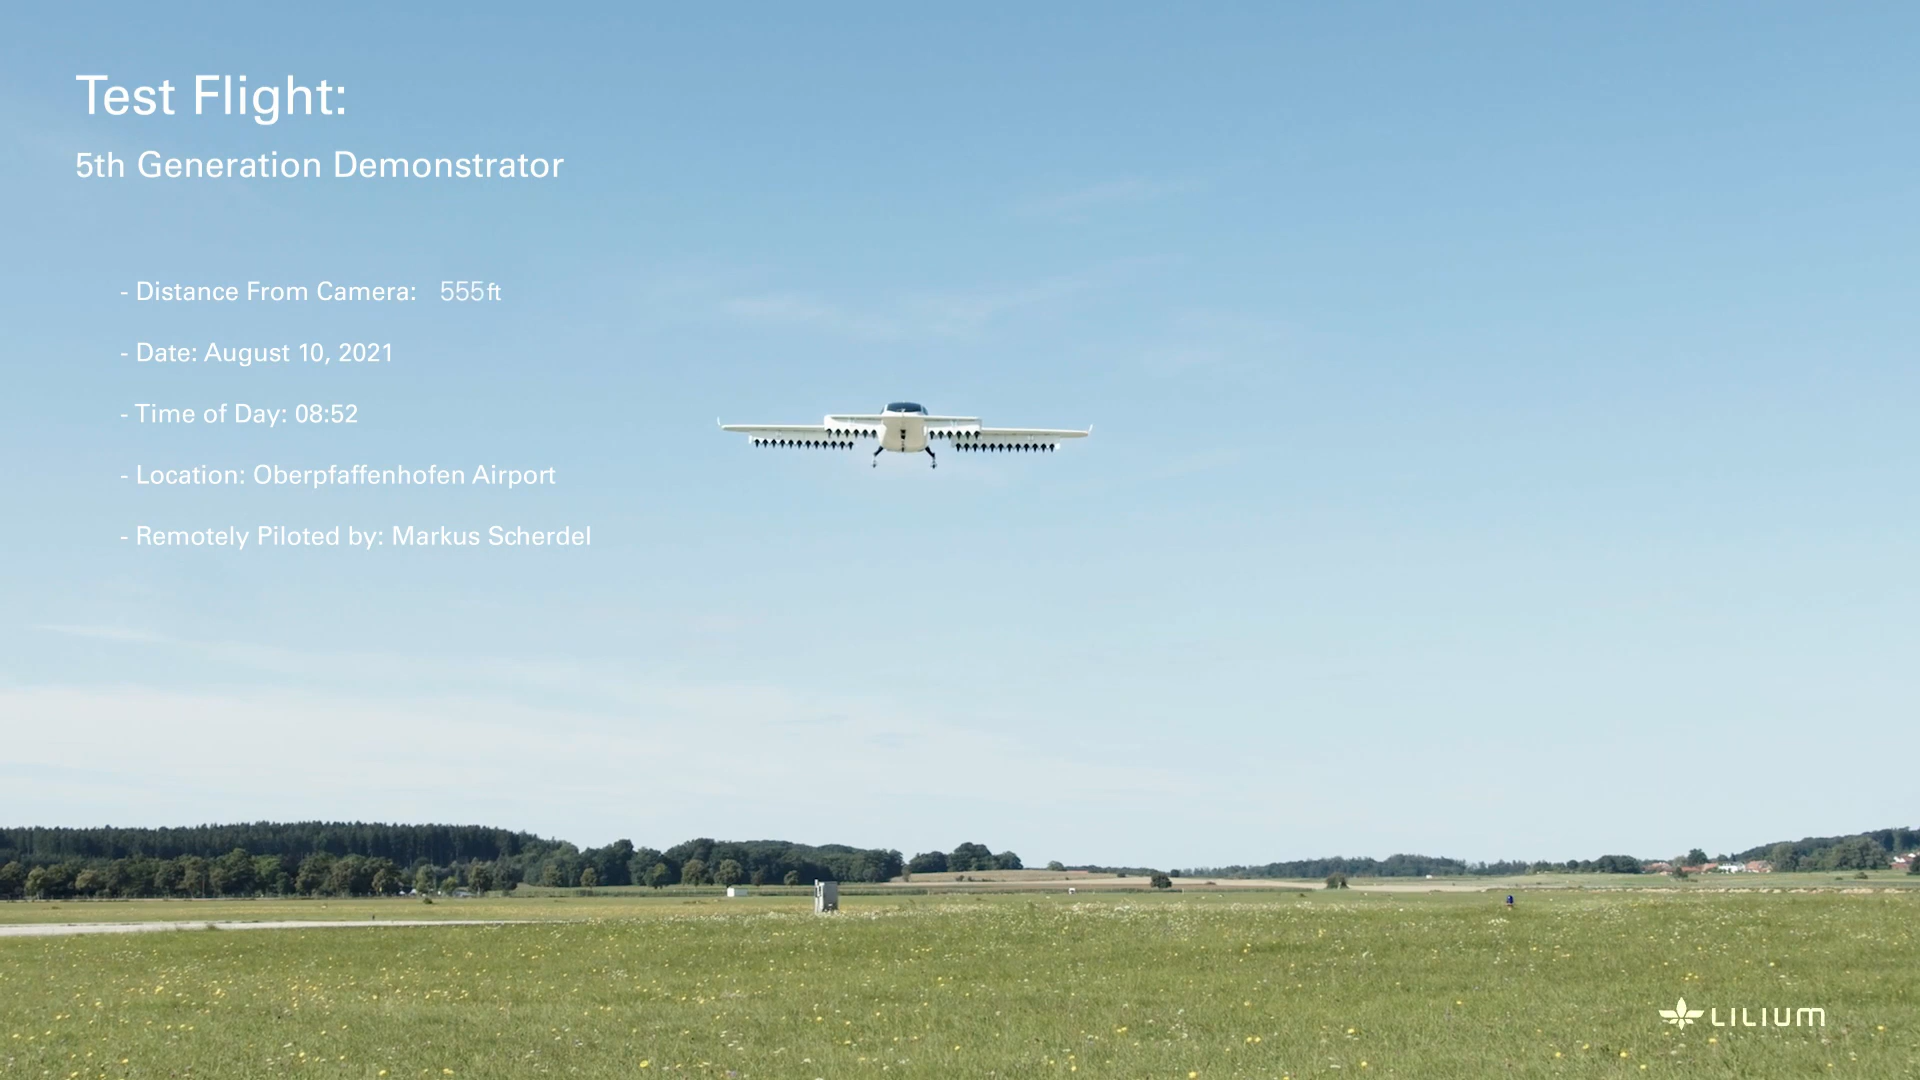 Test Flight:
5th Generation Demonstrator
- Distance From Camera: 555ft
- Date: August 10, 2021
- Time of Day: 08:52
- Location: Oberpfaffenhofen Airport
- Remotely Piloted by: Markus Scherdel
LILIUM